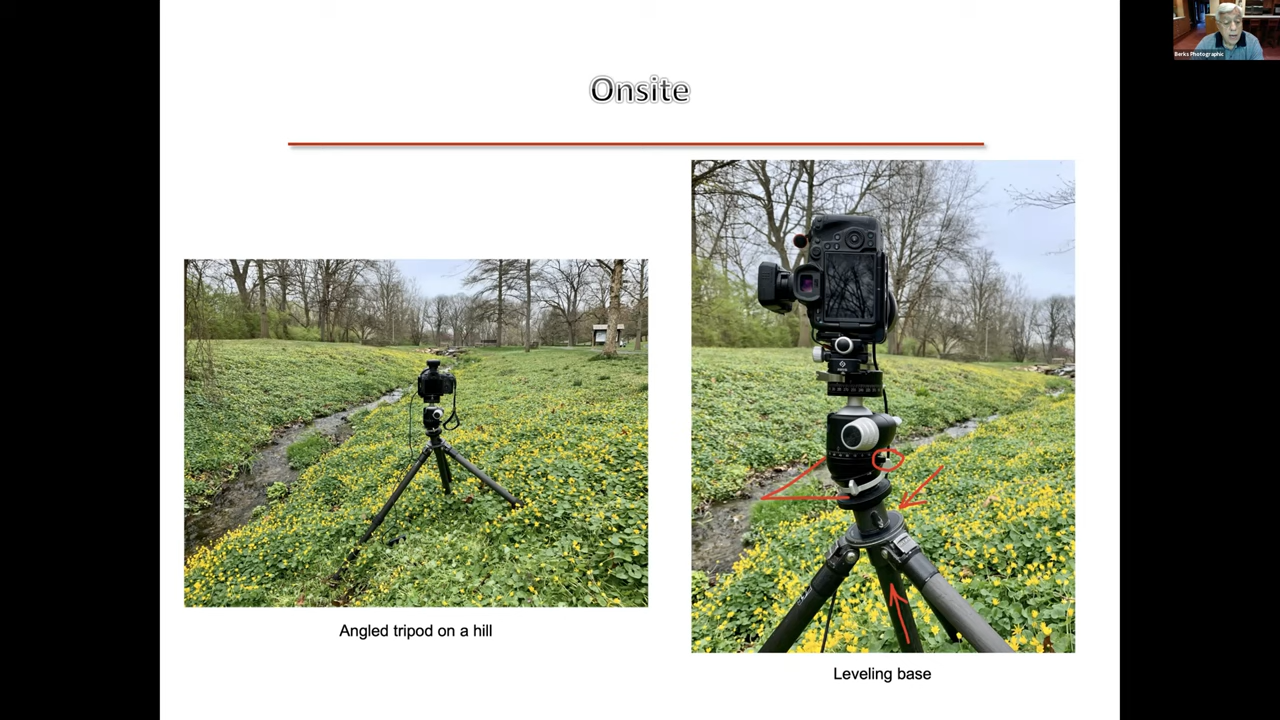 Onsite
Berks Photographic
Angled tripod on a hill
Leveling base